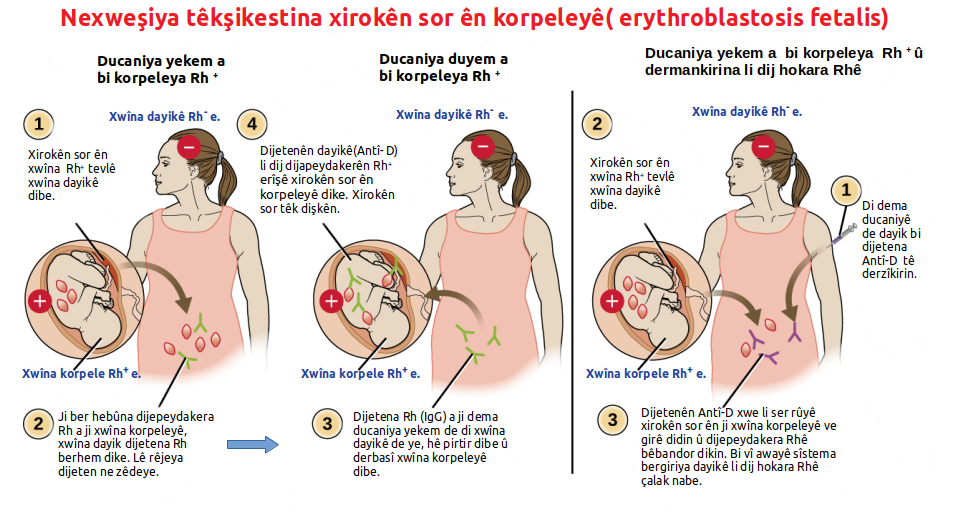 Nexweşiya têkşikestina xirokên sor ên korpeleyê( erythroblastosis fetalis)
Ducaniya yekem a
bi korpeleya Rh +
Xwîna dayikê Rh- e.
1
Xirokên sor ên
xwîna Rh+ tevlê
xwîna dayikê
dibe.
+
−
Xwîna korpele Rh+ e.
2
Ji ber hebûna dijepeydakera
Rh a ji xwîna korpeleyê,
xwîna dayik dijetena Rh
berhem dike. Lê rêjeya
dijeten ne zêdeye.
Ducaniya duyem a
bi korpeleya Rh +
Xwîna dayikê Rh- e.
4
Dijetenên dayikê(Antî- D)
li dij dijapeydakerên Rh+
erîşê xirokên sor ên
korpeleyê dike. Xirokên
sor têk dişkên.
+
−
Xwîna korpele Rh+ e.
3
Dijetena Rh (IgG) a ji dema
ducaniya yekem de di xwîna
dayikê de ye, hê pirtir dibe û
derbasî xwîna korpeleyê
dibe.
Ducaniya yekem a bi korpeleya Rh + û
dermankirina li dij hokara Rhê
Xwîna dayikê Rh- e.
2
Xirokên sor ên
xwîna Rh+ tevlê
xwîna dayikê
dibe.
1
Di dema
ducaniyê
de dayik bi
dijetena
Antî-D tê
derzîkirin.
+
−
Xwîna korpele Rh+ e.
3
Dijetenên Antî-D xwe li ser rûyê
xirokên sor ên ji xwîna korpeleyê ve
girê didin û dijepeydakera Rhê
bêbandor dikin. Bi vî awayê sîstema
bergiriya dayikê li dij hokara Rhê
çalak nabe.